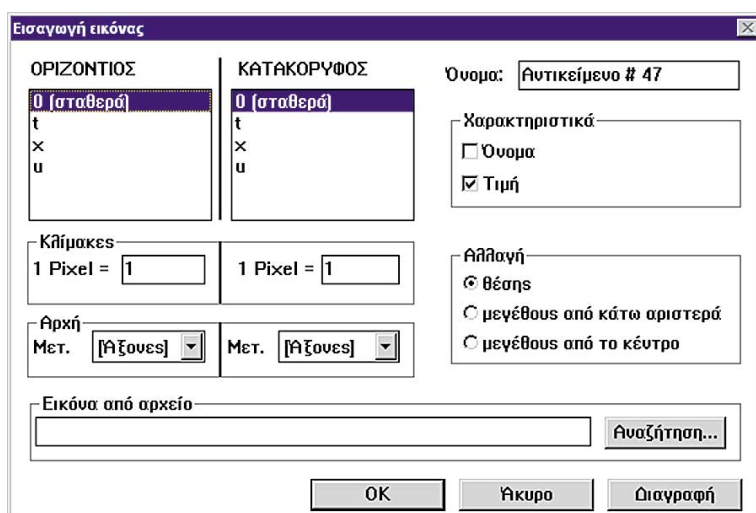 Εισαγωγή εικόνας
ΟΡΙΖΟΝΤΙΟΣ
0 (σταθερά)
t
x
u
ΚΑΤΑΚΟΡΥΦΟΣ
0 (σταθερά)
t
x
u
Όνομα: Αντικείμενο # 47
Χαρακτηριστικά
Όνομα
Τιμή
Κλίμακες
1 Pixel = 1
1 Pixel = 1
Αλλαγή
θέσης
μεγέθους από κάτω αριστερά
μεγέθους από το κέντρο
Αρχή
Μετ. [Άξονες]
Μετ. [Άξονες]
Εικόνα από αρχείο
Αναζήτηση...
OK
Άκυρο
Διαγραφή